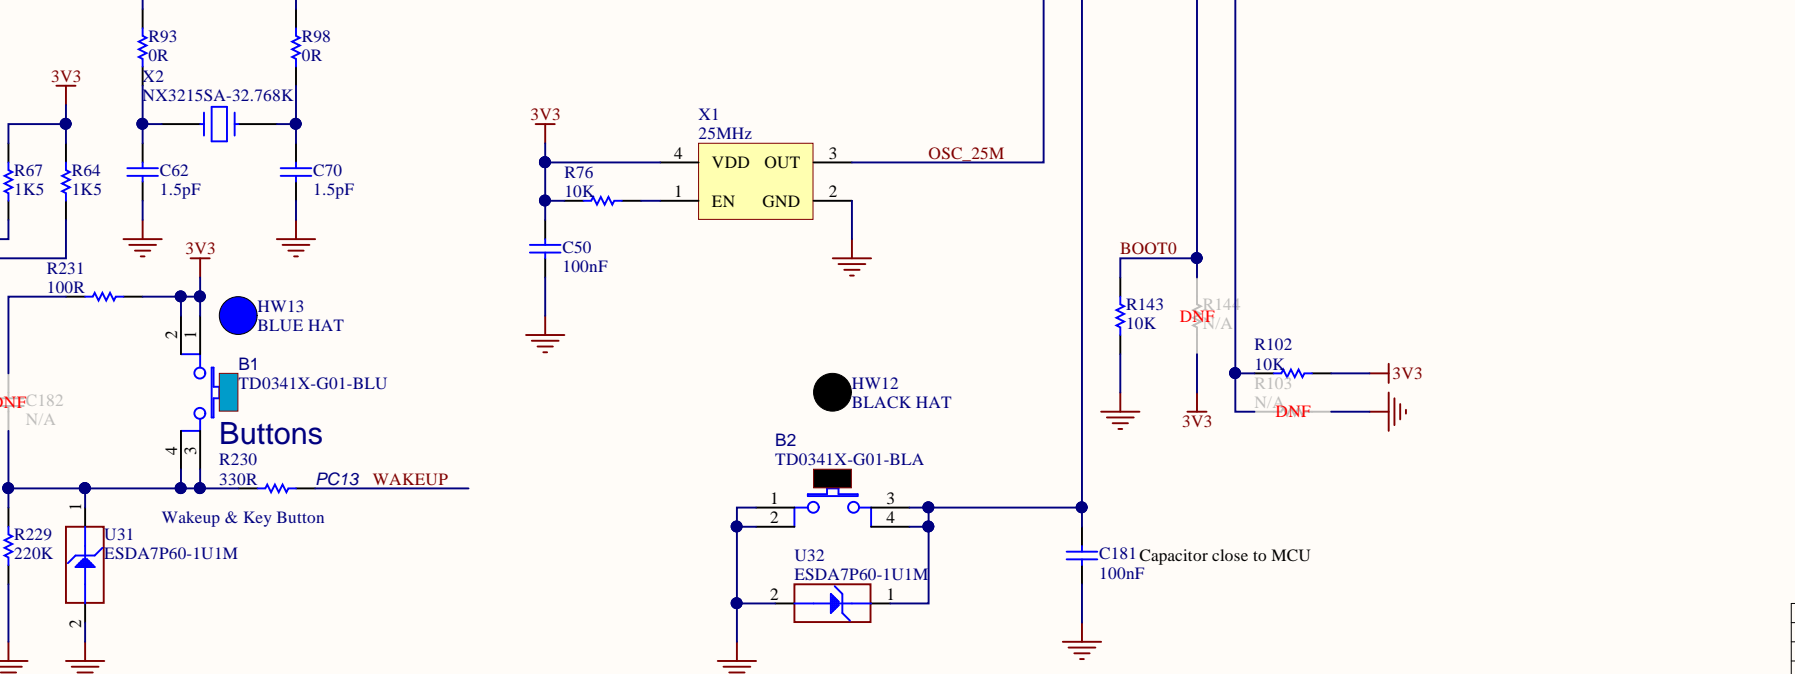 R93
0R
R98
0R
3V3
X2
NX3215SA-32.768K
R67
1K5
R64
1K5
C62
1.5pF
C70
1.5pF
3V3
X1
25MHz
4
VDD
OUT
3
OSC_25M
R76
10K
1
EN
GND
2
C50
100nF
3V3
R231
100R
2
1
HW13
BLUE HAT
B1
TD0341X-G01-BLU
DNF
C182
N/A
Buttons
4
3
R230
330R
PC13
WAKEUP
Wakeup & Key Button
R229
220K
1
U31
ESDA7P60-1U1M
2
HW12
BLACK HAT
B2
TD0341X-G01-BLA
1
2
3
4
U32
ESDA7P60-1U1M
2
1
C181
100nF
Capacitor close to MCU
BOOT0
R143
10K
R144
DNF
N/A
3V3
R102
10K
3V3
R103
N/A
DNF